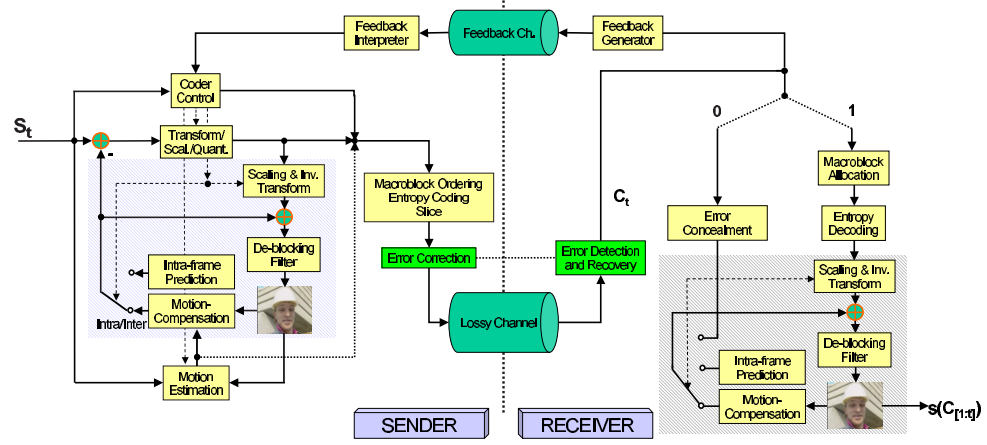 Feedback
Interpreter
Feedback Ch.
Feedback
Generator
Coder
Control
0
1
S_t
-
Transform/
Scal./Quant.
Scaling & Inv.
Transform
Macroblock Ordering
Entropy Coding
Slice
C_t
Macroblock
Allocation
Error
Concealment
Entropy
Decoding
De-blocking
Filter
Error Correction
Error Detection
and Recovery
Intra-frame
Prediction
Scaling & Inv.
Transform
Motion-
Compensation
Intra/Inter
Lossy Channel
De-blocking
Filter
Intra-frame
Prediction
Motion
Estimation
Motion-
Compensation
s(C_[1:t])
SENDER
RECEIVER